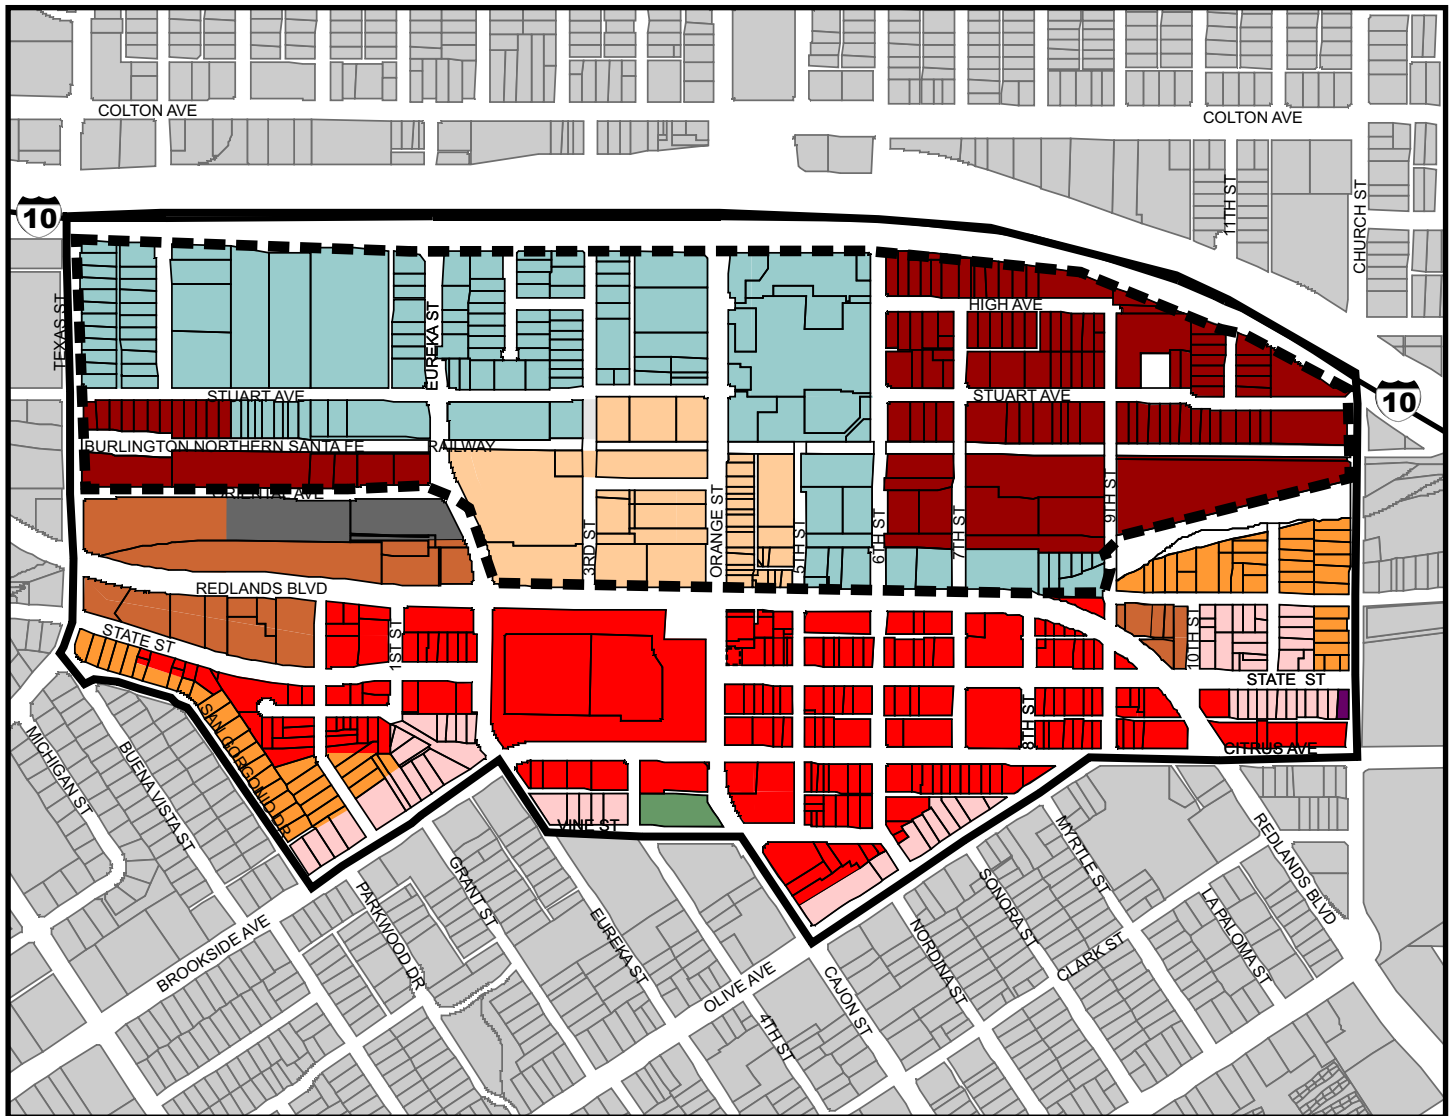 COLTON AVE
COLTON AVE
11TH ST
CHURCH ST
10
TEXAS ST
EUREKA ST
HIGH AVE
STUART AVE
STUART AVE
10
BURLINGTON NORTHERN SANTA FE RAILWAY
ORIENTAL AVE
3RD ST
ORANGE ST
5TH ST
6TH ST
7TH ST
9TH ST
REDLANDS BLVD
STATE ST
1ST ST
10TH ST
STATE ST
8TH ST
CITRUS AVE
SAN GORGONIO DR
MICHIGAN ST
BUENA VISTA ST
VINE ST
GRANT ST
PARKWOOD DR
BROOKSIDE AVE
EUREKA ST
OLIVE AVE
4TH ST
CAJON ST
NORDINA ST
SONORA ST
MYRTLE ST
CLARK ST
LA PALOMA ST
REDLANDS BLVD